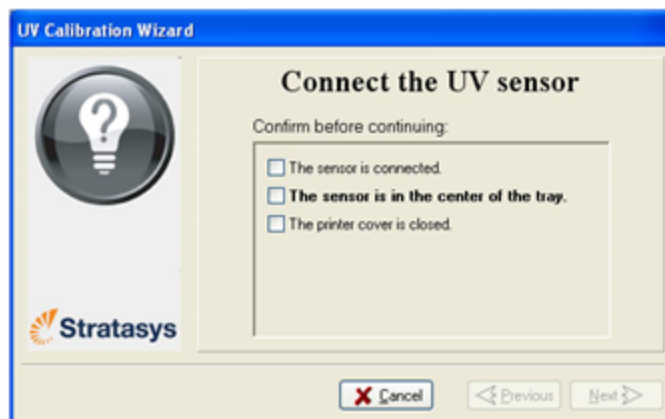 UV Calibration Wizard
Connect the UV sensor
Confirm before continuing:
The sensor is connected.
The sensor is in the center of the tray.
The printer cover is closed.
Stratasys
Cancel
Previous
Next